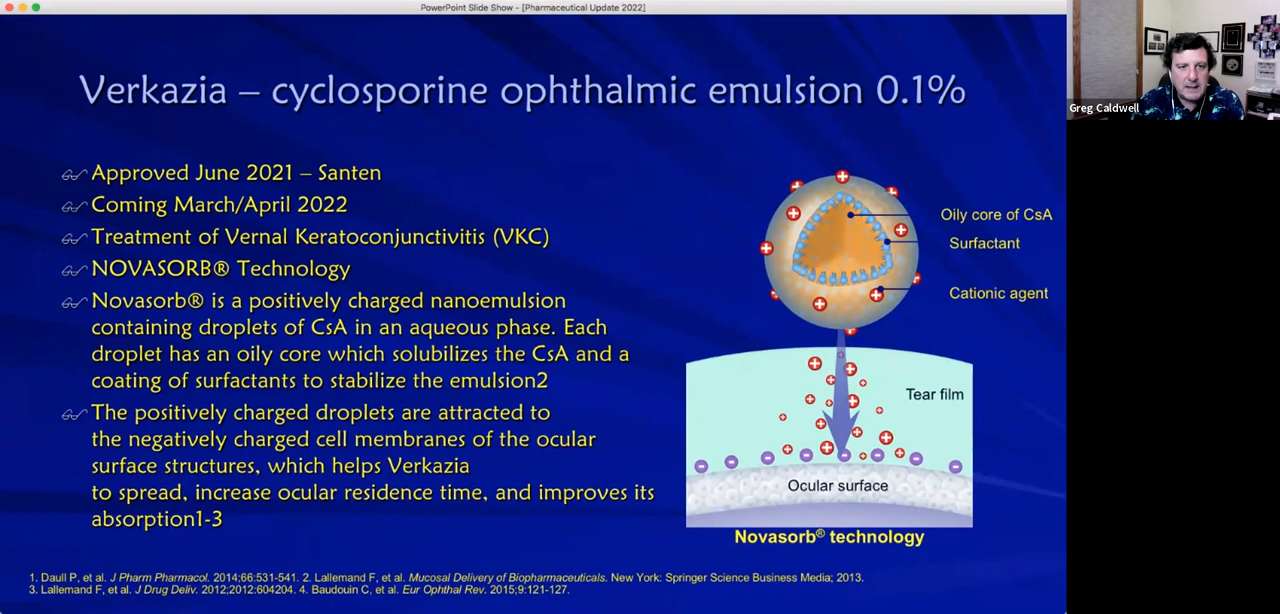 PowerPoint Slide Show - [Pharmaceutical Update 2022]
Verkazia – cyclosporine ophthalmic emulsion 0.1%
Approved June 2021 – Santen
Coming March/April 2022
Treatment of Vernal Keratoconjunctivitis (VKC)
NOVASORB® Technology
Novasorb® is a positively charged nanoemulsion
containing droplets of CsA in an aqueous phase. Each
droplet has an oily core which solubilizes the CsA and a
coating of surfactants to stabilize the emulsion2
The positively charged droplets are attracted to
the negatively charged cell membranes of the ocular
surface structures, which helps Verkazia
to spread, increase ocular residence time, and improves its
absorption1-3
Oily core of CsA
Surfactant
Cationic agent
Tear film
Ocular surface
Novasorb® technology
1. Daull P, et al. J Pharm Pharmacol. 2014;66:531-541. 2. Lallemand F, et al. Mucosal Delivery of Biopharmaceuticals. New York: Springer Science Business Media; 2013.
3. Lallemand F, et al. J Drug Deliv. 2012;2012:604204. 4. Baudouin C, et al. Eur Ophthal Rev. 2015;9:121-127.
Greg Caldwell